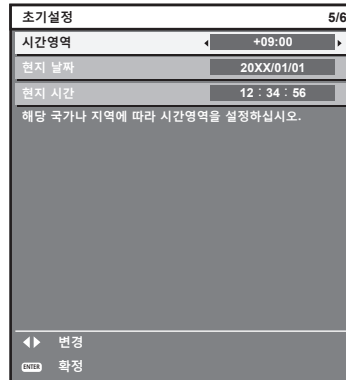 초기설정 5/6
시간영역 +09:00
현지 날짜 20XX/01/01
현지 시간 12 : 34 : 56
해당 국가나 지역에 따라 시간영역을 설정하십시오.
변경
ENTER 확정